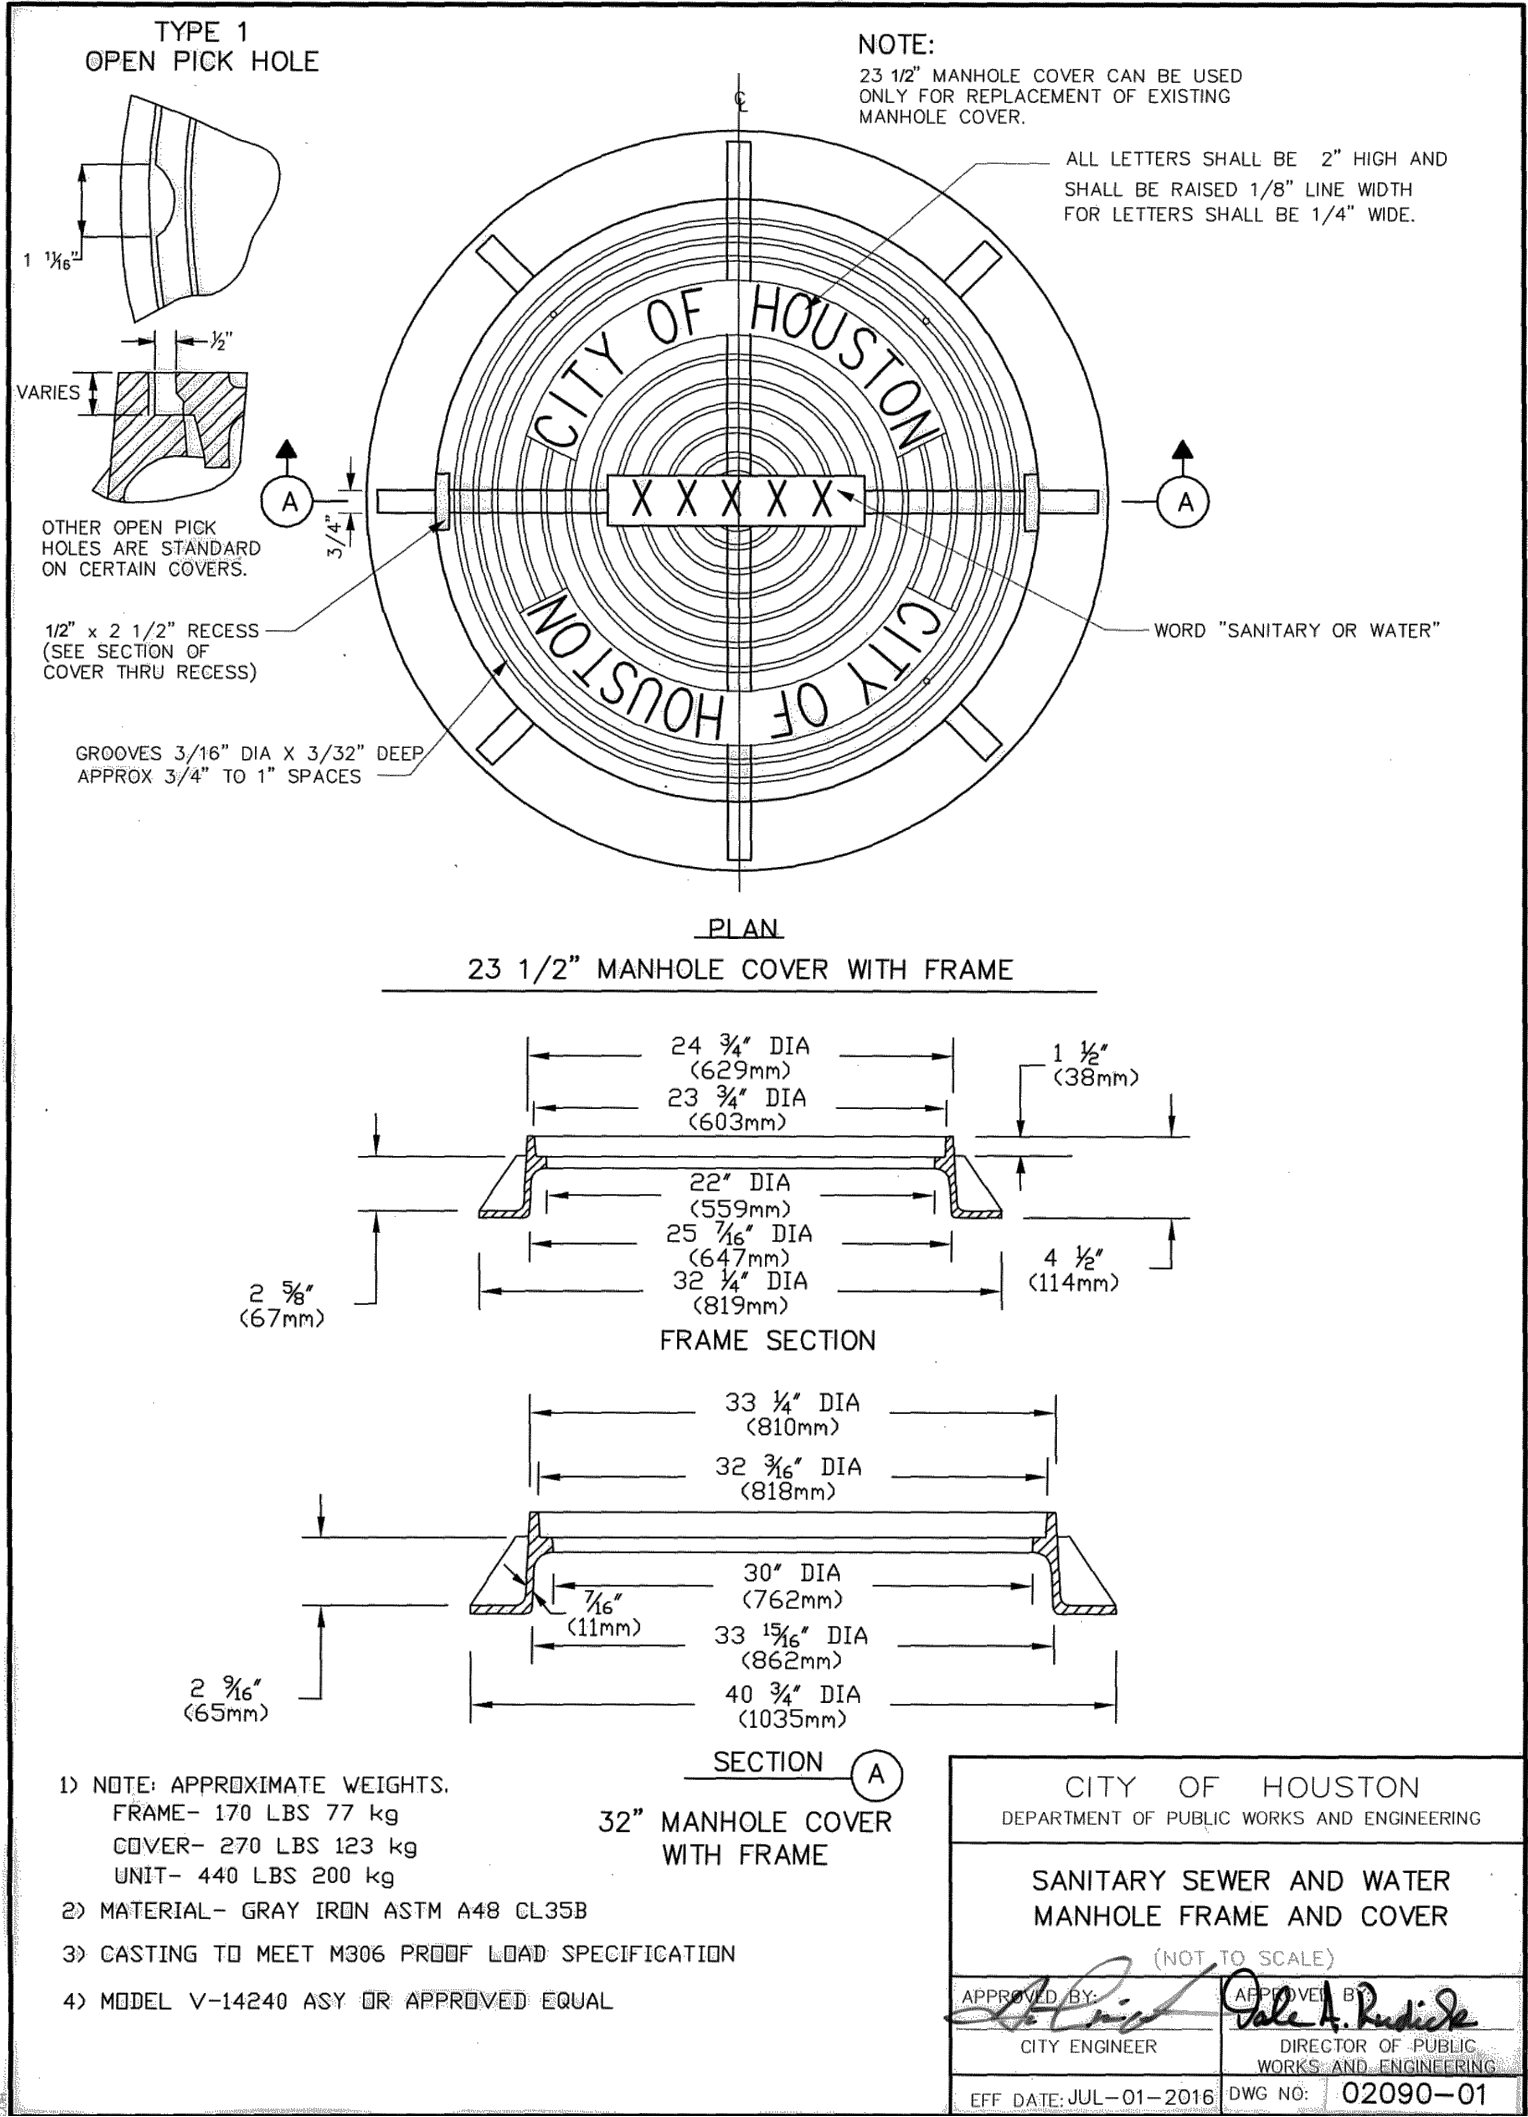 TYPE 1
OPEN PICK HOLE
1 11/16"
1/2"
VARIES
OTHER OPEN PICK
HOLES ARE STANDARD
ON CERTAIN COVERS.
1/2" x 2 1/2" RECESS
(SEE SECTION OF
COVER THRU RECESS)
GROOVES 3/16" DIA X 3/32" DEEP
APPROX 3/4" TO 1" SPACES
NOTE:
23 1/2" MANHOLE COVER CAN BE USED
ONLY FOR REPLACEMENT OF EXISTING
MANHOLE COVER.
ALL LETTERS SHALL BE 2" HIGH AND
SHALL BE RAISED 1/8" LINE WIDTH
FOR LETTERS SHALL BE 1/4" WIDE.
℄
CITY OF HOUSTON
A
3/4"
X X X X X
A
CITY OF HOUSTON
WORD "SANITARY OR WATER"
PLAN
23 1/2" MANHOLE COVER WITH FRAME
24 3/4" DIA
(629mm)
23 3/4" DIA
(603mm)
1 1/2"
(38mm)
22" DIA
(559mm)
25 7/16" DIA
(647mm)
32 1/4" DIA
(819mm)
2 5/8"
(67mm)
4 1/2"
(114mm)
FRAME SECTION
33 1/4" DIA
(810mm)
32 3/16" DIA
(818mm)
30" DIA
(762mm)
7/16"
(11mm)
33 15/16" DIA
(862mm)
2 9/16"
(65mm)
40 3/4" DIA
(1035mm)
SECTION A
32" MANHOLE COVER
WITH FRAME
1) NOTE: APPROXIMATE WEIGHTS.
FRAME- 170 LBS 77 kg
COVER- 270 LBS 123 kg
UNIT- 440 LBS 200 kg
2) MATERIAL- GRAY IRON ASTM A48 CL35B
3) CASTING TO MEET M306 PROOF LOAD SPECIFICATION
4) MODEL V-14240 ASY OR APPROVED EQUAL
CITY OF HOUSTON
DEPARTMENT OF PUBLIC WORKS AND ENGINEERING
SANITARY SEWER AND WATER
MANHOLE FRAME AND COVER
(NOT TO SCALE)
APPROVED BY:
CITY ENGINEER
APPROVED BY:
Dale A. Rudick
DIRECTOR OF PUBLIC
WORKS AND ENGINEERING
EFF DATE: JUL-01-2016
DWG NO: 02090-01